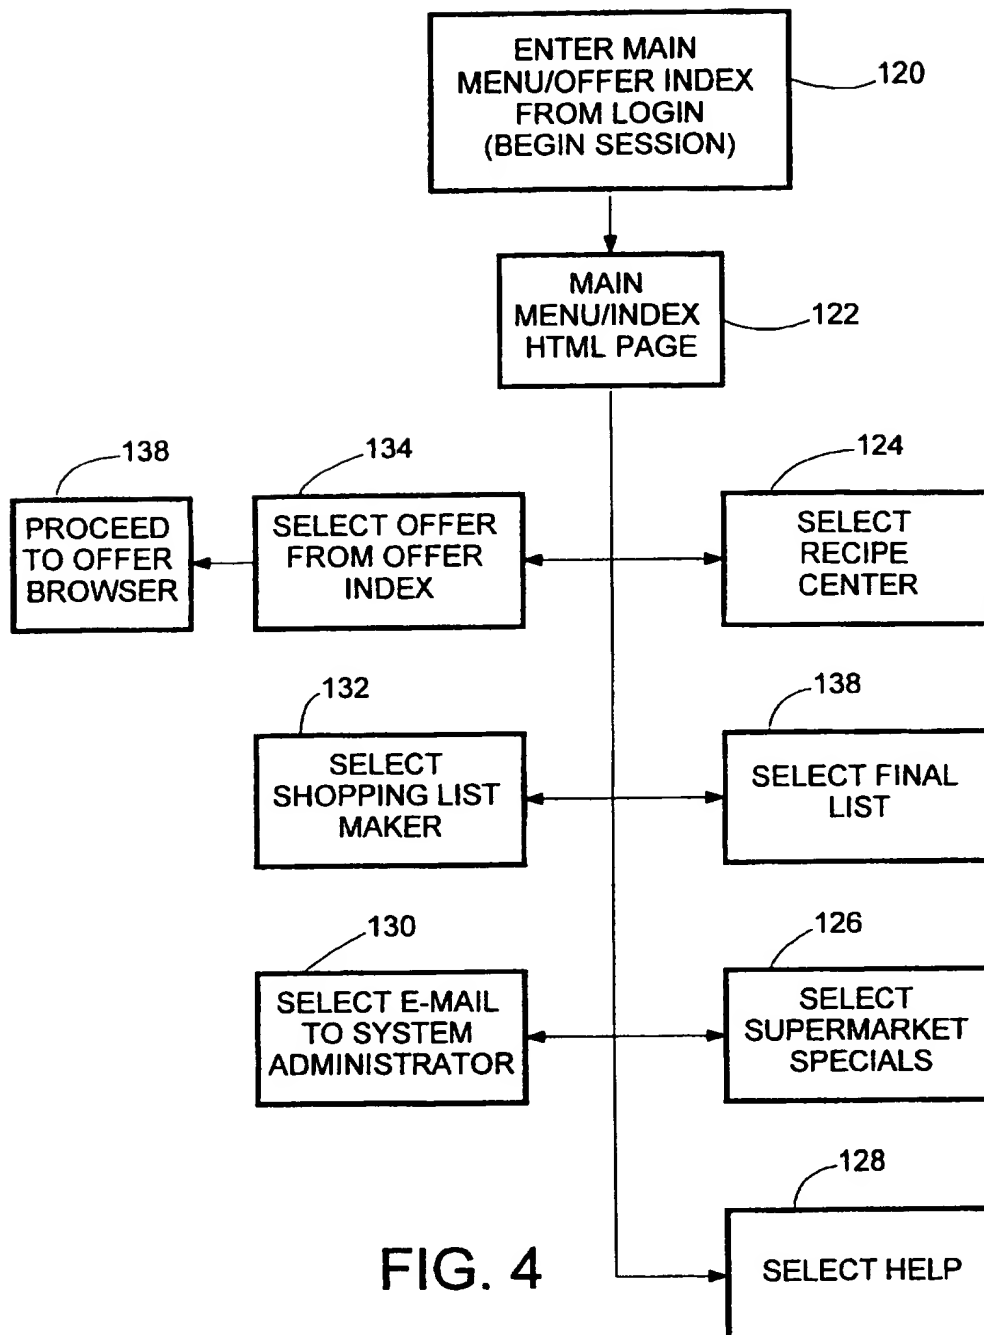 ENTER MAIN
MENU/OFFER INDEX
FROM LOGIN
(BEGIN SESSION)
120
MAIN
MENU/INDEX
HTML PAGE
122
138
134
124
PROCEED
TO OFFER
BROWSER
SELECT OFFER
FROM OFFER
INDEX
SELECT
RECIPE
CENTER
132
138
SELECT
SHOPPING LIST
MAKER
SELECT FINAL
LIST
130
126
SELECT E-MAIL
TO SYSTEM
ADMINISTRATOR
SELECT
SUPERMARKET
SPECIALS
128
SELECT HELP
FIG. 4